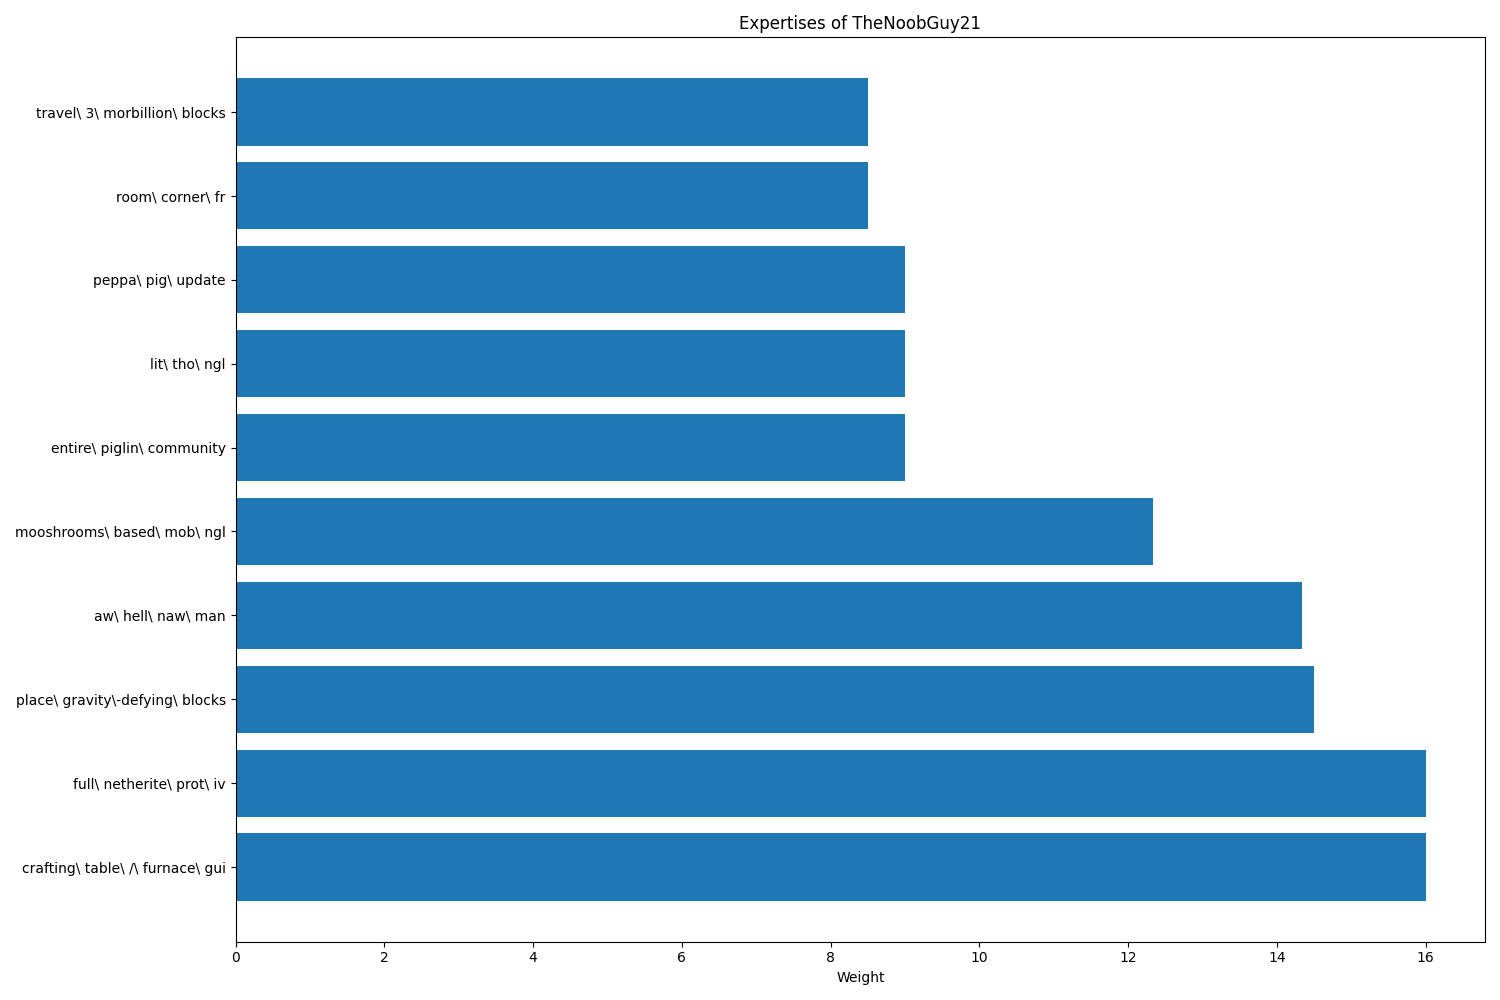 Expertises of TheNoobGuy21
travel\ 3\ morbillion\ blocks
room\ corner\ fr
peppa\ pig\ update
lit\ tho\ ngl
entire\ piglin\ community
mooshrooms\ based\ mob\ ngl
aw\ hell\ naw\ man
place\ gravity\-defying\ blocks
full\ netherite\ prot\ iv
crafting\ table\ /\ furnace\ gui
0 2 4 6 8 10 12 14 16
Weight